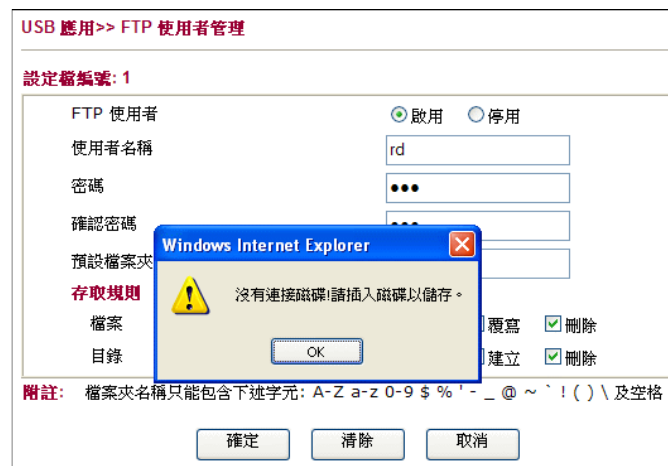 USB 應用>> FTP 使用者管理
設定檔編號: 1
FTP 使用者 啟用 停用
使用者名稱 rd
密碼 •••
確認密碼 •••
Windows Internet Explorer
預設檔案夾
沒有連接磁碟!請插入磁碟以儲存。
存取規則
檔案 覆寫 刪除
OK
目錄 建立 刪除
附註: 檔案夾名稱只能包含下述字元: A-Z a-z 0-9 $ % ' - _ @ ~ ` ! ( ) \ 及空格
確定 清除 取消